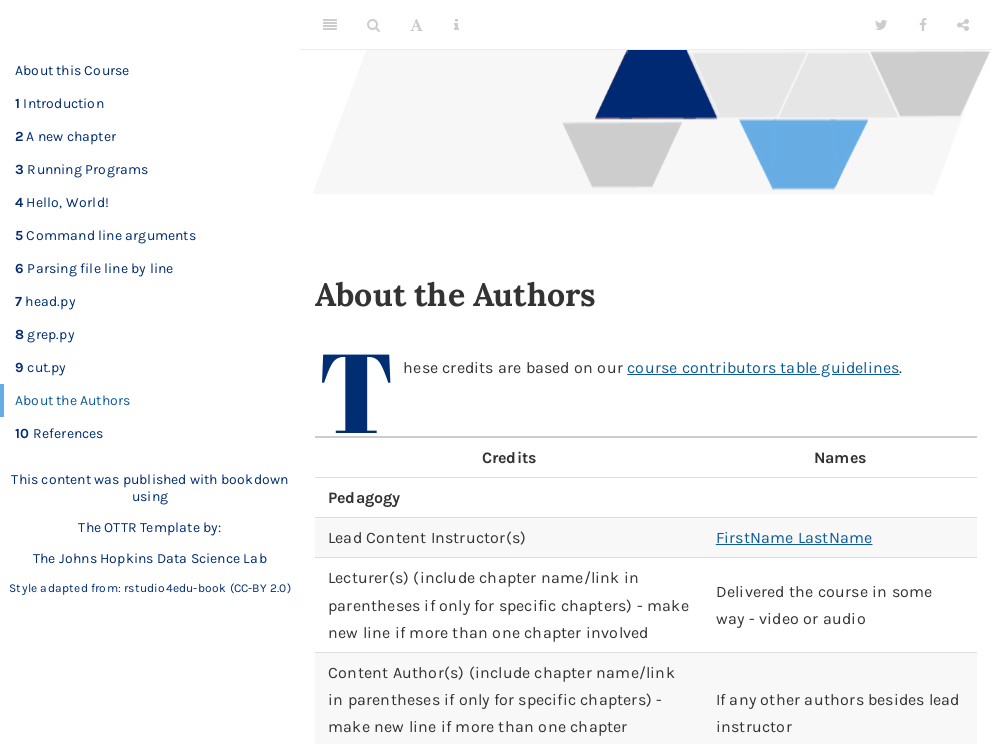 About this Course
1 Introduction
2 A new chapter
3 Running Programs
4 Hello, World!
5 Command line arguments
6 Parsing file line by line
7 head.py
8 grep.py
9 cut.py
About the Authors
10 References
This content was published with bookdown
using
The OTTR Template by:
The Johns Hopkins Data Science Lab
Style adapted from: rstudio4edu-book (CC-BY 2.0)
About the Authors
These credits are based on our course contributors table guidelines.
Credits
Names
Pedagogy
Lead Content Instructor(s)
FirstName LastName
Lecturer(s) (include chapter name/link in
parentheses if only for specific chapters) - make
new line if more than one chapter involved
Delivered the course in some
way - video or audio
Content Author(s) (include chapter name/link
in parentheses if only for specific chapters) -
make new line if more than one chapter
If any other authors besides lead
instructor